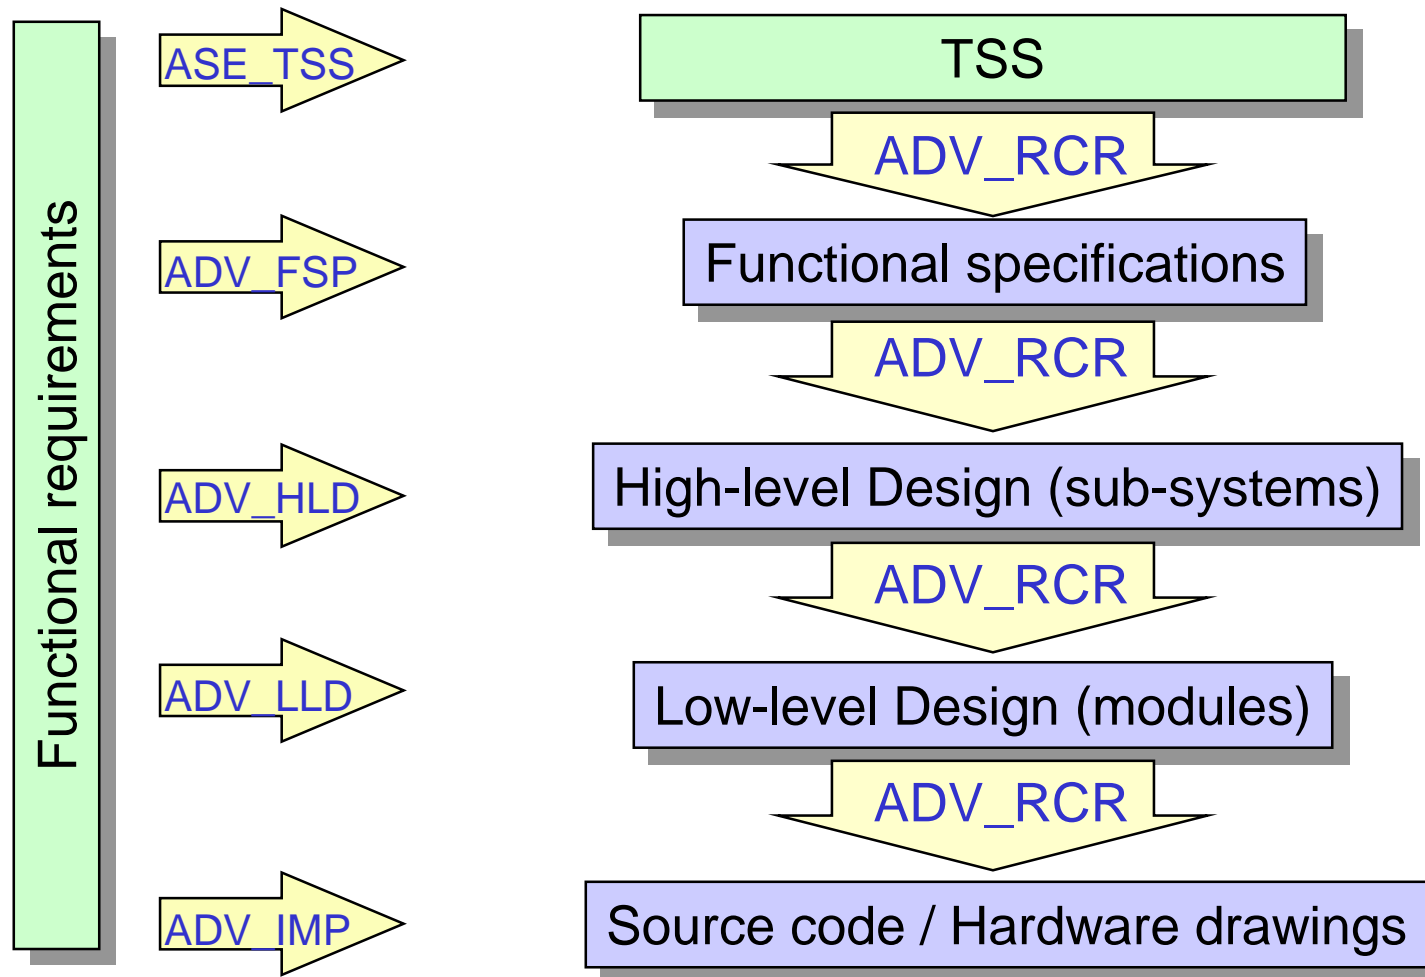 Functional requirements
ASE_TSS
TSS
ADV_RCR
ADV_FSP
Functional specifications
ADV_RCR
ADV_HLD
High-level Design (sub-systems)
ADV_RCR
ADV_LLD
Low-level Design (modules)
ADV_RCR
ADV_IMP
Source code / Hardware drawings